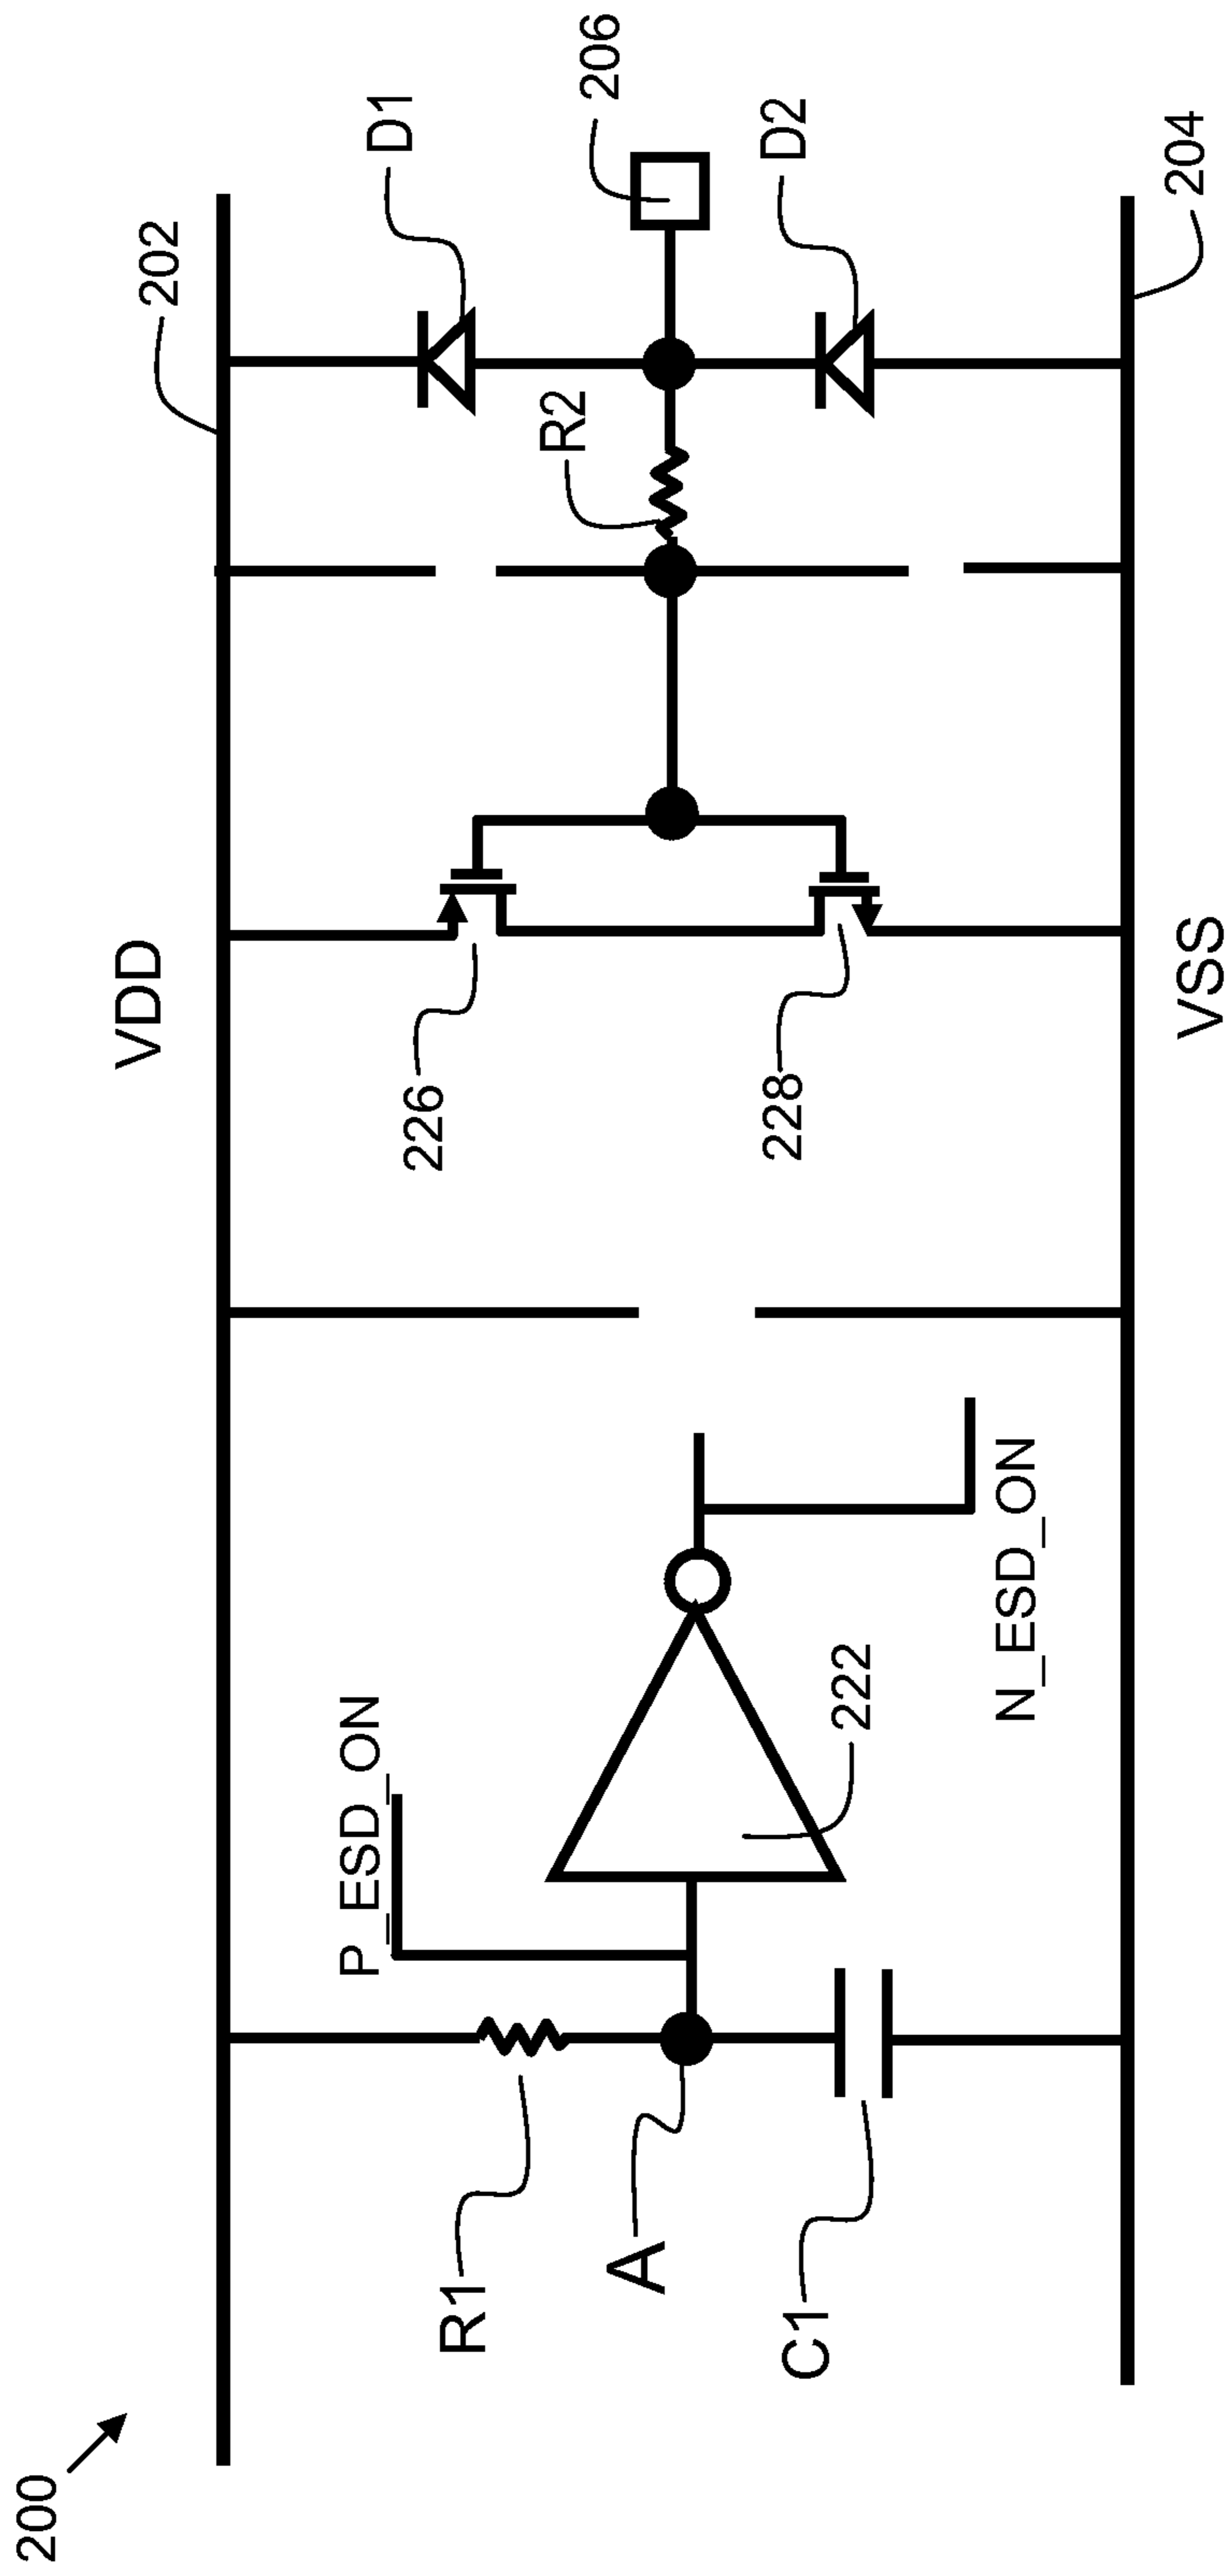 200
VDD
202
P_ESD_ON
R1
226
D1
R2
206
A
222
228
D2
C1
N_ESD_ON
VSS
204